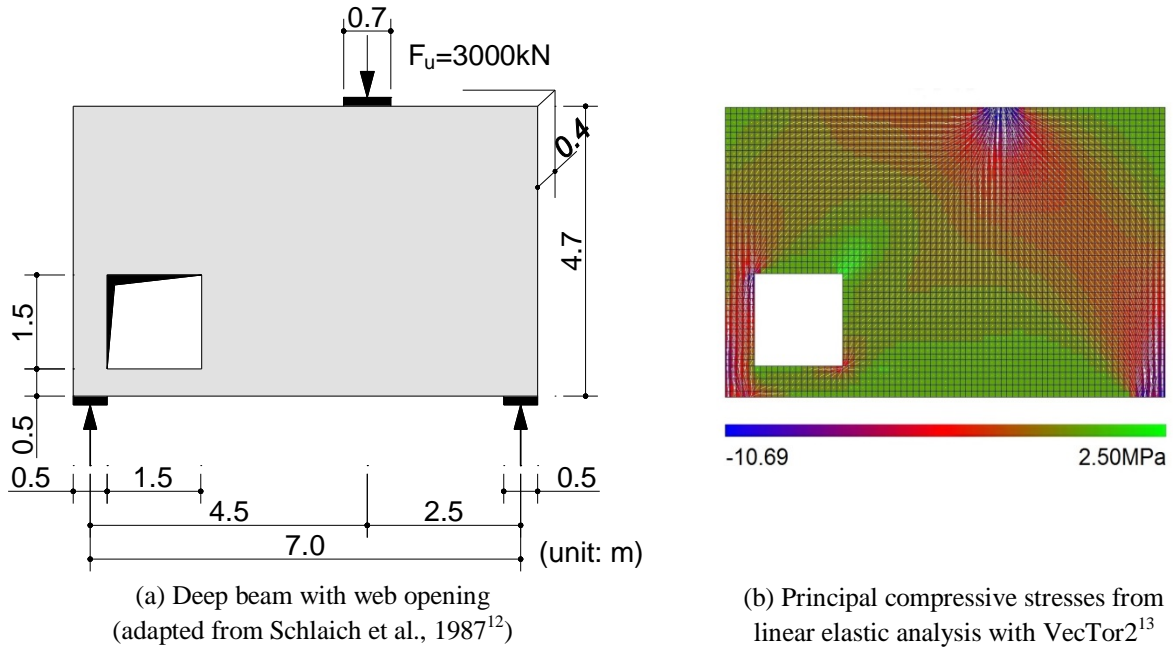 0.7
Fu=3000kN
0.4
4.7
1.5
0.5
0.5
1.5
0.5
4.5
2.5
7.0
(unit: m)
(a) Deep beam with web opening
(adapted from Schlaich et al., 1987¹²)
-10.69
2.50MPa
(b) Principal compressive stresses from
linear elastic analysis with VecTor2¹³